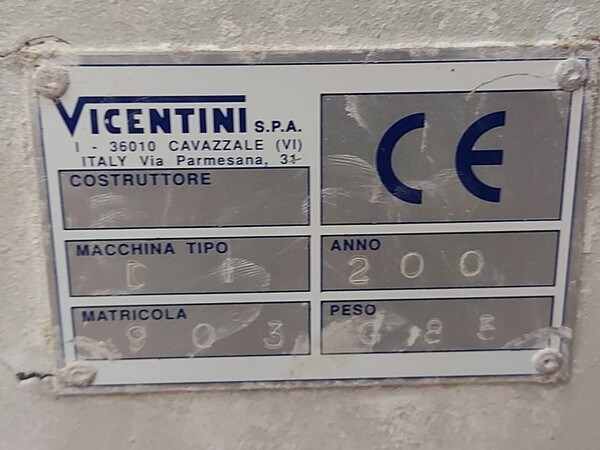 VICENTINI S.P.A.
I - 36010 CAVAZZALE (VI)
ITALY Via Parmesana, 31
COSTRUTTORE
CE
MACCHINA TIPO
ANNO
200
MATRICOLA
903
PESO